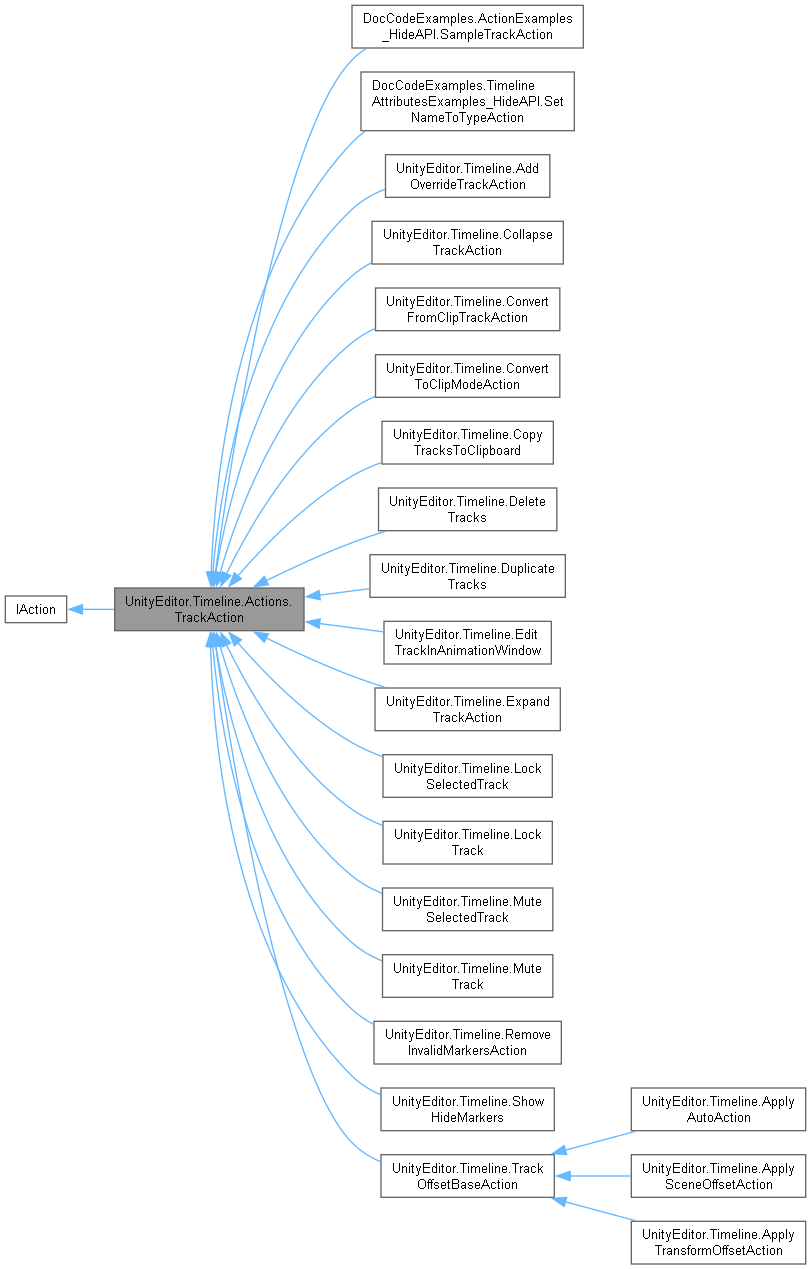 DocCodeExamples.ActionExamples
_HideAPI.SampleTrackAction
DocCodeExamples.Timeline
AttributesExamples_HideAPI.Set
NameToTypeAction
UnityEditor.Timeline.Add
OverrideTrackAction
UnityEditor.Timeline.Collapse
TrackAction
UnityEditor.Timeline.Convert
FromClipTrackAction
UnityEditor.Timeline.Convert
ToClipModeAction
UnityEditor.Timeline.Copy
TracksToClipboard
UnityEditor.Timeline.Delete
Tracks
UnityEditor.Timeline.Duplicate
Tracks
IAction
UnityEditor.Timeline.Actions.
TrackAction
UnityEditor.Timeline.Edit
TrackInAnimationWindow
UnityEditor.Timeline.Expand
TrackAction
UnityEditor.Timeline.Lock
SelectedTrack
UnityEditor.Timeline.Lock
Track
UnityEditor.Timeline.Mute
SelectedTrack
UnityEditor.Timeline.Mute
Track
UnityEditor.Timeline.Remove
InvalidMarkersAction
UnityEditor.Timeline.Show
HideMarkers
UnityEditor.Timeline.Track
OffsetBaseAction
UnityEditor.Timeline.Apply
AutoAction
UnityEditor.Timeline.Apply
SceneOffsetAction
UnityEditor.Timeline.Apply
TransformOffsetAction